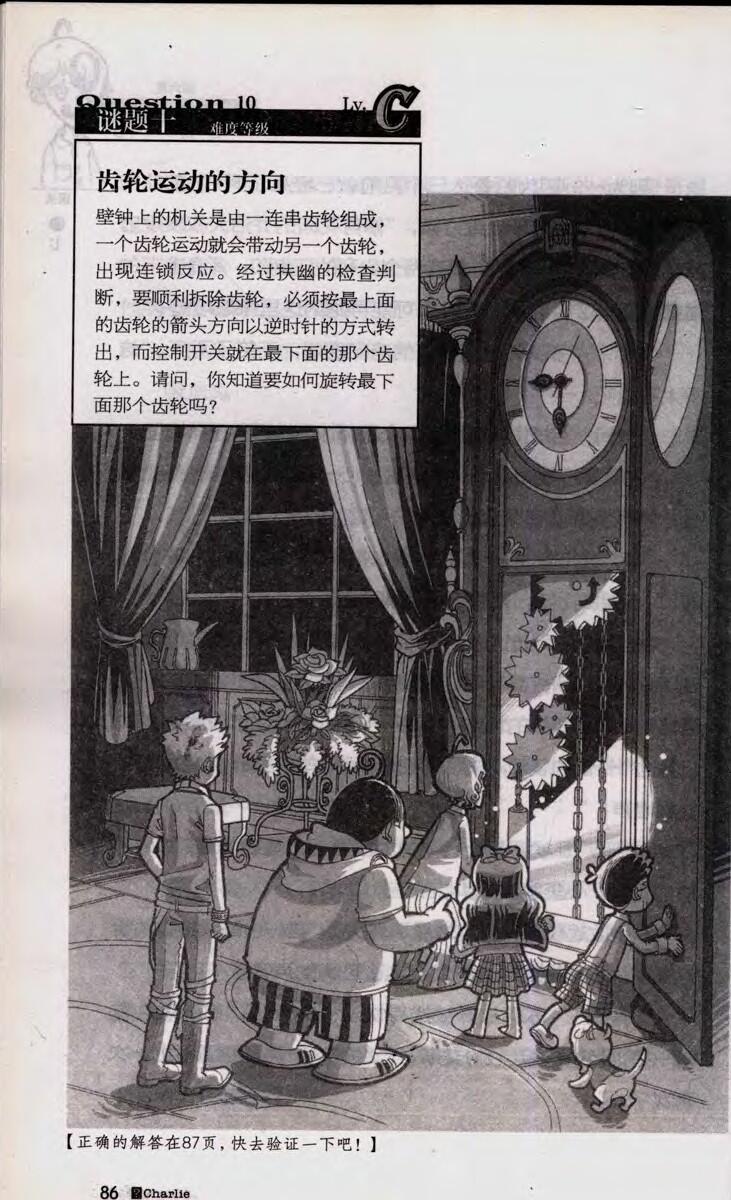 Question 10 Lv. C
谜题十 难度等级
齿轮运动的方向
壁钟上的机关是由一连串齿轮组成，
一个齿轮运动就会带动另一个齿轮，
出现连锁反应。经过扶幽的检查判
断，要顺利拆除齿轮，必须按最上面
的齿轮的箭头方向以逆时针的方式转
出，而控制开关就在最下面的那个齿
轮上。请问，你知道要如何旋转最下
面那个齿轮吗？
【正确的解答在87页，快去验证一下吧！】
86 Charlie